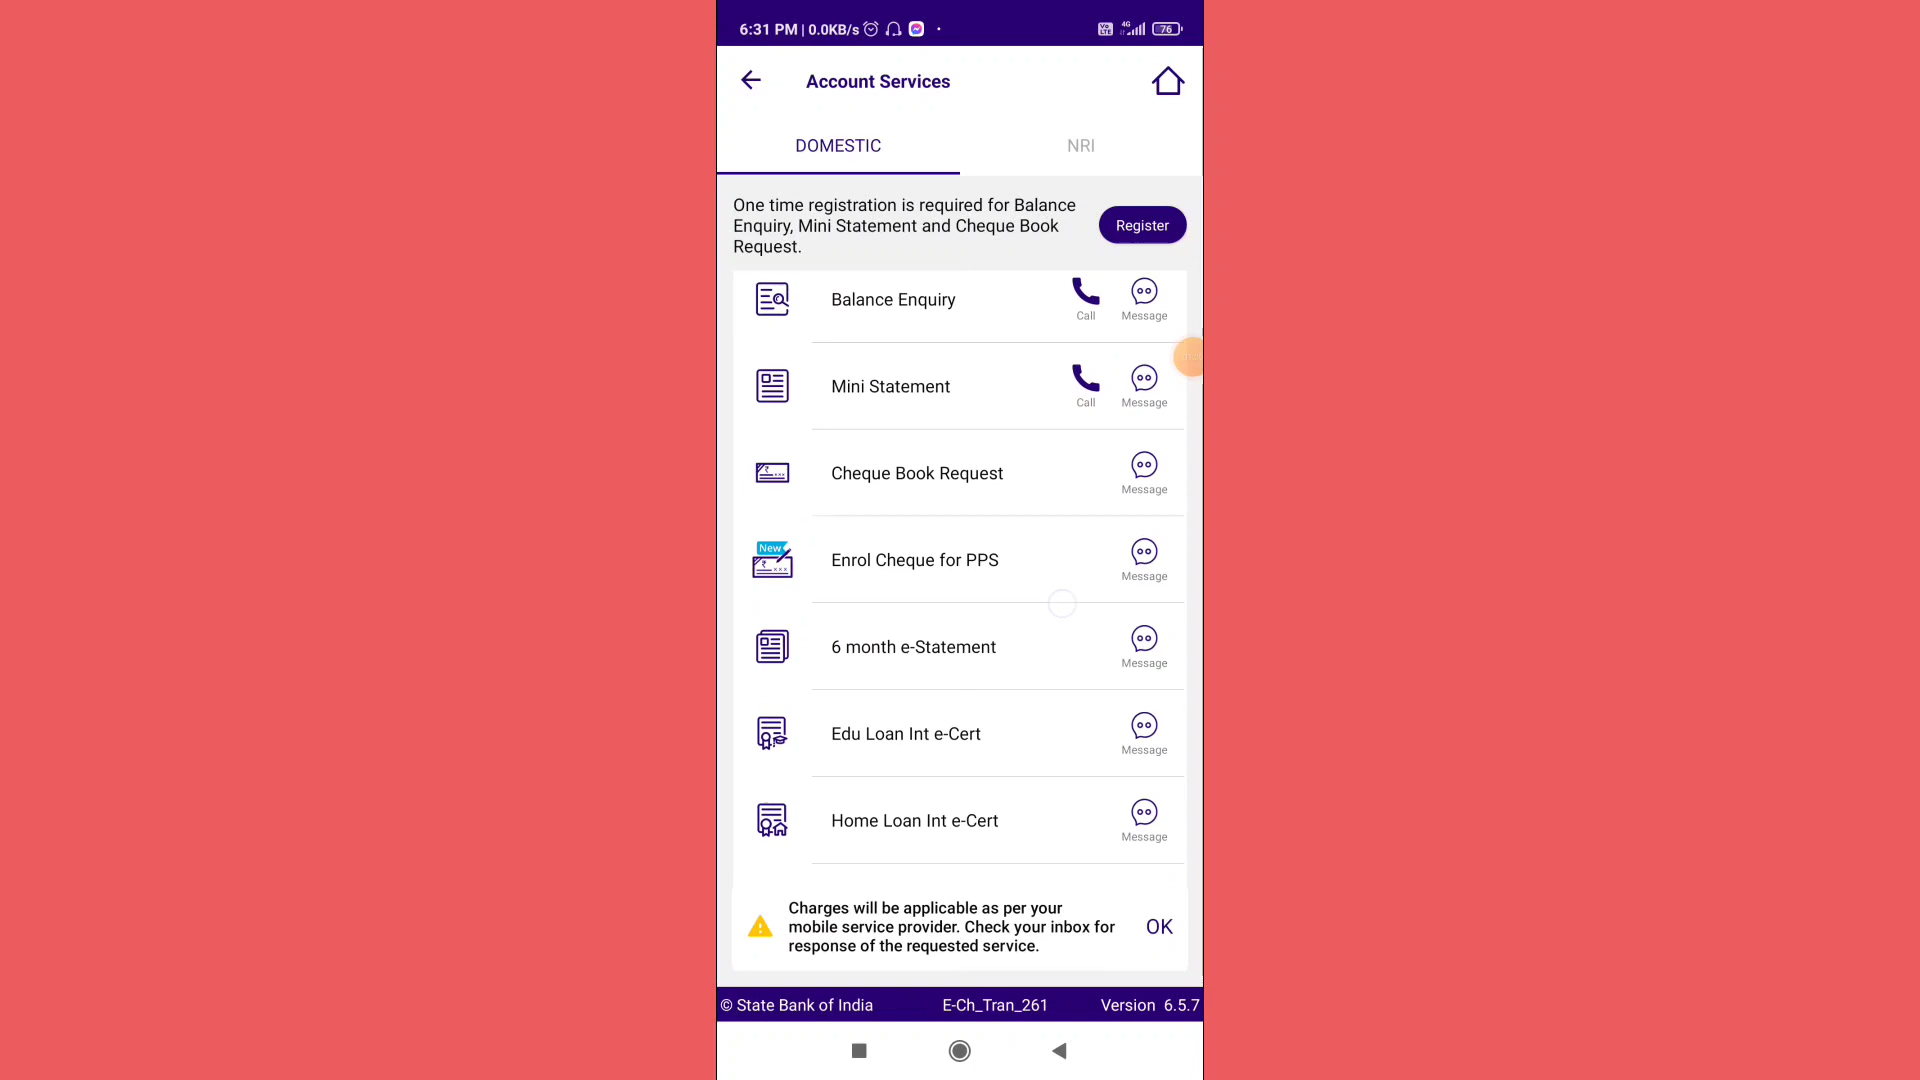 6:31 PM | 0.0KB/s
Vo LTE 4G 76
Account Services
DOMESTIC NRI
One time registration is required for Balance
Enquiry, Mini Statement and Cheque Book
Request.
Register
Balance Enquiry
Call Message
Mini Statement
Call Message
Cheque Book Request
Message
New
Enrol Cheque for PPS
Message
6 month e-Statement
Message
Edu Loan Int e-Cert
Message
Home Loan Int e-Cert
Message
Charges will be applicable as per your
mobile service provider. Check your inbox for
response of the requested service.
OK
© State Bank of India E-Ch_Tran_261 Version 6.5.7